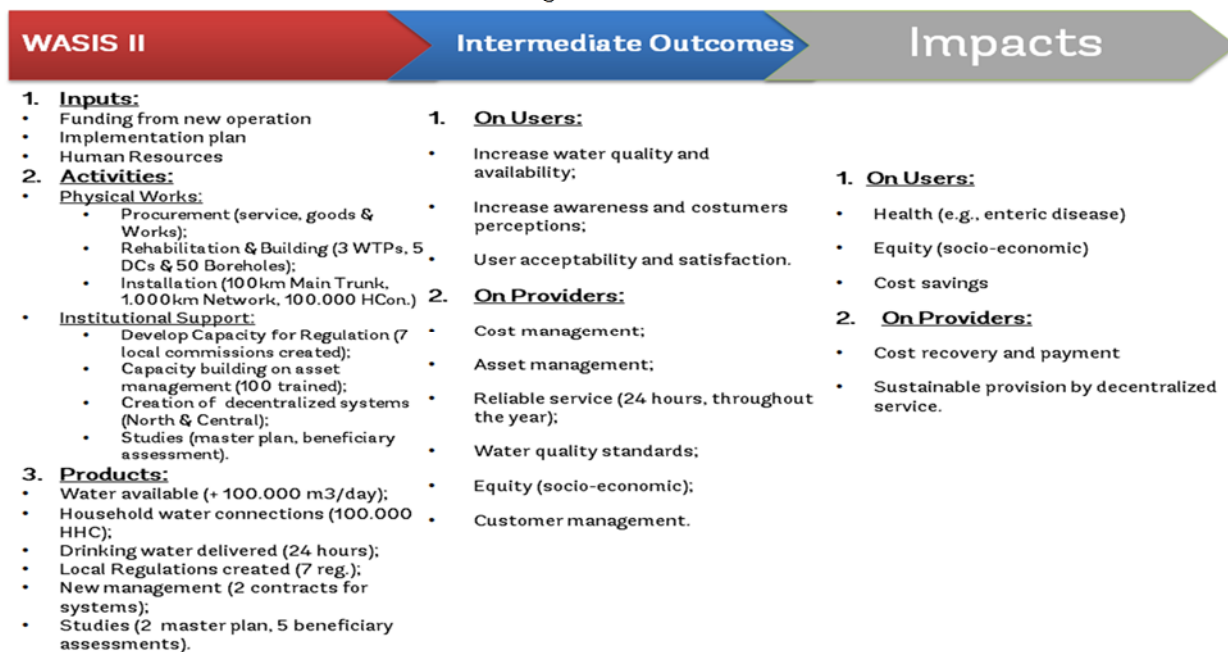 WASIS II
Intermediate Outcomes
Impacts
1. Inputs:
• Funding from new operation
• Implementation plan
• Human Resources
2. Activities:
• Physical Works:
• Procurement (service, goods &
Works);
• Rehabilitation & Building (3 WTPs, 5
DCs & 50 Boreholes);
• Installation (100km Main Trunk,
1.000km Network, 100.000 HCon.)
• Institutional Support:
• Develop Capacity for Regulation (7
local commissions created);
• Capacity building on asset
management (100 trained);
• Creation of decentralized systems
(North & Central);
• Studies (master plan, beneficiary
assessment).
3. Products:
• Water available (+ 100.000 m3/day);
• Household water connections (100.000
HHC);
• Drinking water delivered (24 hours);
• Local Regulations created (7 reg.);
• New management (2 contracts for
systems);
• Studies (2 master plan, 5 beneficiary
assessments).
1. On Users:
• Increase water quality and
availability;
• Increase awareness and costumers
perceptions;
• User acceptability and satisfaction.
2. On Providers:
• Cost management;
• Asset management;
• Reliable service (24 hours, throughout
the year);
• Water quality standards;
• Equity (socio-economic);
• Customer management.
1. On Users:
• Health (e.g., enteric disease)
• Equity (socio-economic)
• Cost savings
2. On Providers:
• Cost recovery and payment
• Sustainable provision by decentralized
service.